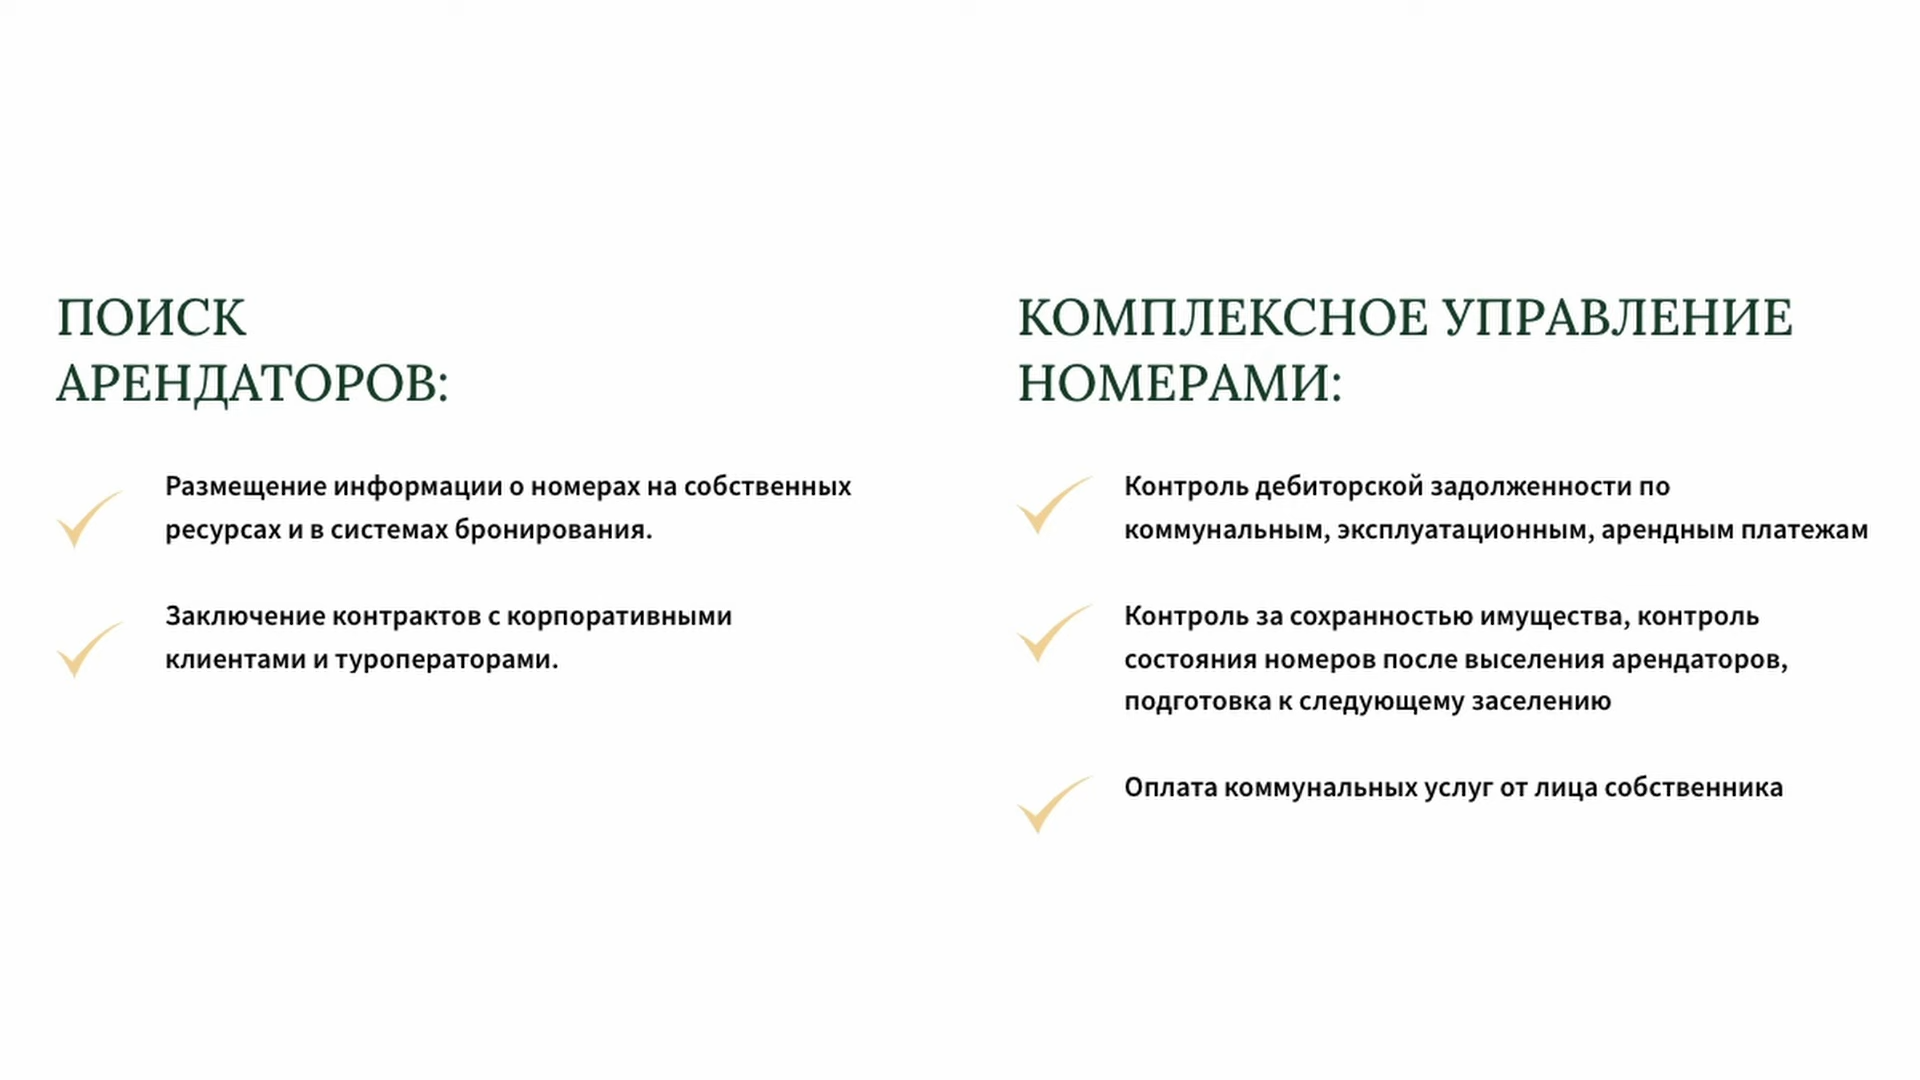 ПОИСК
АРЕНДАТОРОВ:
Размещение информации о номерах на собственных
ресурсах и в системах бронирования.
Заключение контрактов с корпоративными
клиентами и туроператорами.
КОМПЛЕКСНОЕ УПРАВЛЕНИЕ
НОМЕРАМИ:
Контроль дебиторской задолженности по
коммунальным, эксплуатационным, арендным платежам
Контроль за сохранностью имущества, контроль
состояния номеров после выселения арендаторов,
подготовка к следующему заселению
Оплата коммунальных услуг от лица собственника